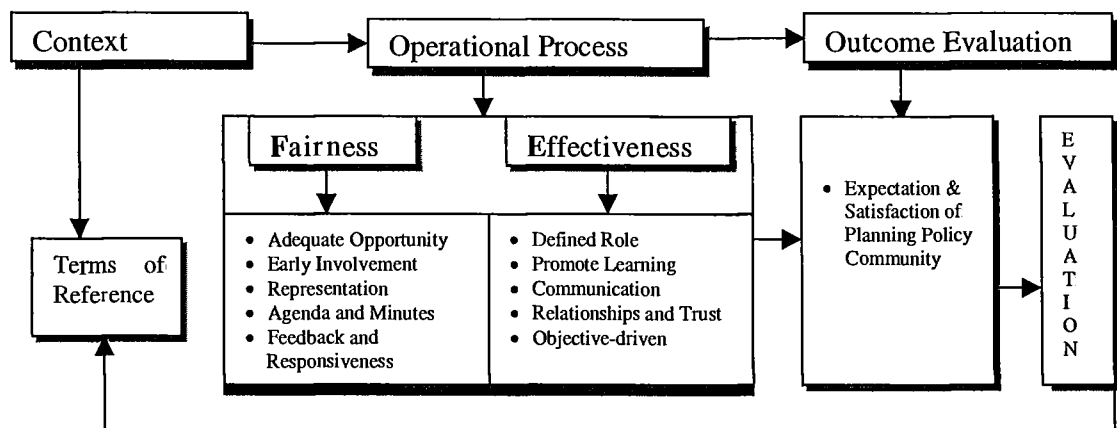 Context
Operational Process
Outcome Evaluation
Fairness
Effectiveness
Terms of
Reference
• Adequate Opportunity
• Early Involvement
• Representation
• Agenda and Minutes
• Feedback and
Responsiveness
• Defined Role
• Promote Learning
• Communication
• Relationships and Trust
• Objective-driven
• Expectation &
Satisfaction of
Planning Policy
Community
E
V
A
L
U
A
T
I
O
N